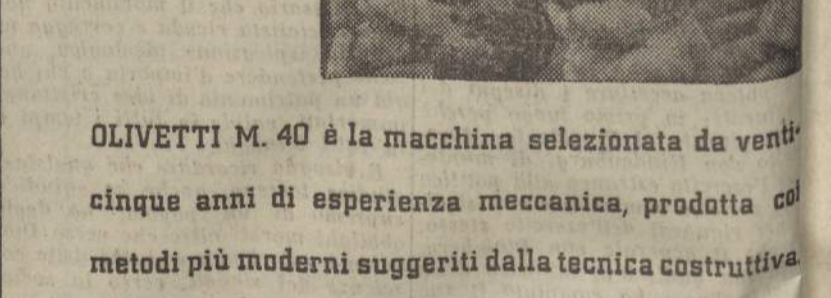 OLIVETTI M. 40 è la macchina selezionata da venti-
cinque anni di esperienza meccanica, prodotta coi
metodi più moderni suggeriti dalla tecnica costruttiva.